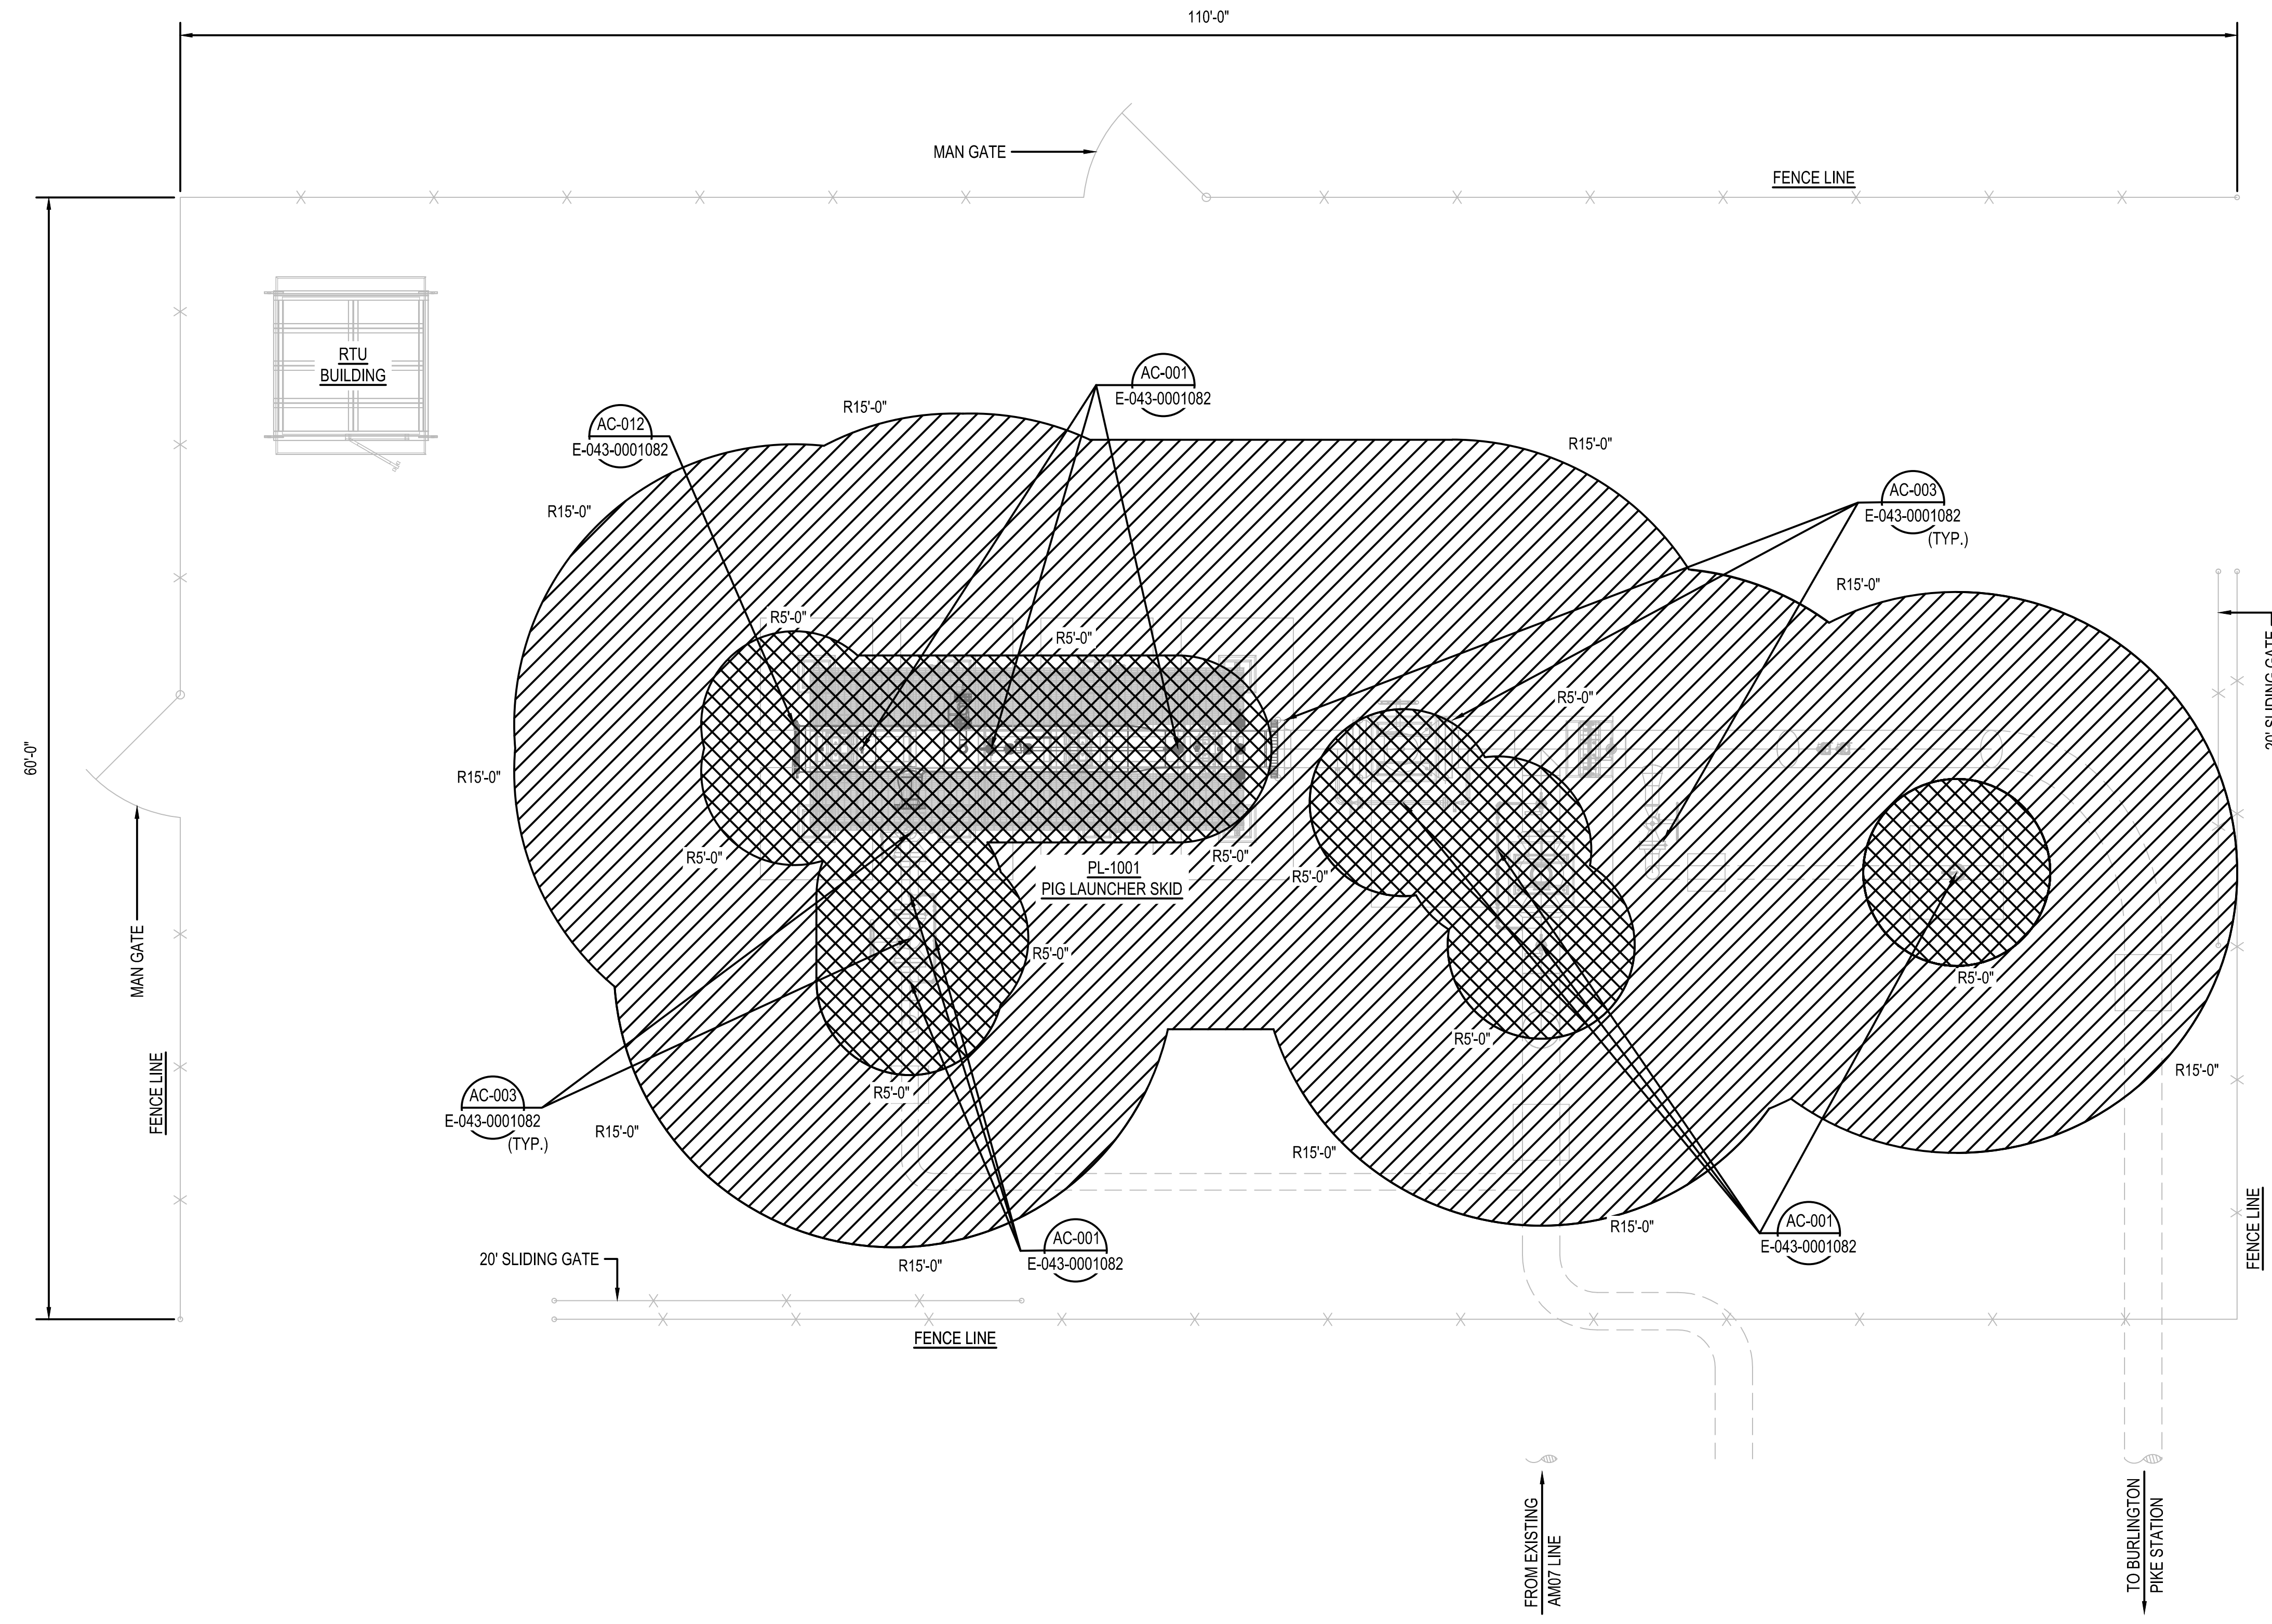 110'-0"
MAN GATE
FENCE LINE
RTU
BUILDING
AC-001
E-043-0001082
AC-012
E-043-0001082
R15'-0"
R15'-0"
AC-003
E-043-0001082
(TYP.)
R15'-0"
R15'-0"
R5'-0"
R5'-0"
20' SLIDING GATE
R5'-0"
60'-0"
R15'-0"
R5'-0"
R5'-0"
PL-1001
PIG LAUNCHER SKID
R5'-0"
MAN GATE
R5'-0"
R5'-0"
R5'-0"
R15'-0"
FENCE LINE
R5'-0"
AC-003
E-043-0001082
(TYP.)
R15'-0"
R15'-0"
AC-001
E-043-0001082
R15'-0"
AC-001
E-043-0001082
FENCE LINE
20' SLIDING GATE
R15'-0"
FENCE LINE
FROM EXISTING
AM07 LINE
TO BURLINGTON
PIKE STATION